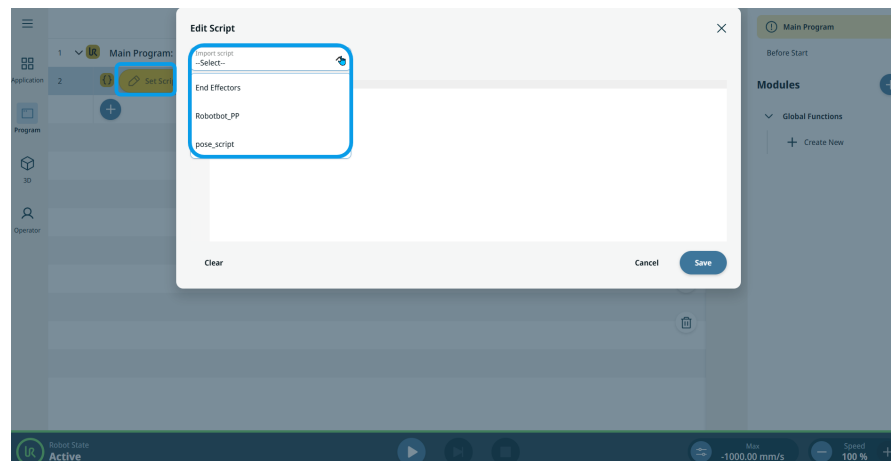 Edit Script
Import script
--Select--
End Effectors
Robotbot_PP
pose_script
Clear
Cancel
Save
1
Main Program:
2
Set Scrip
Application
Program
3D
Operator
Main Program
Before Start
Modules
Global Functions
Create New
UR
Robot State
Active
Max
-1000.00 mm/s
Speed
100 %